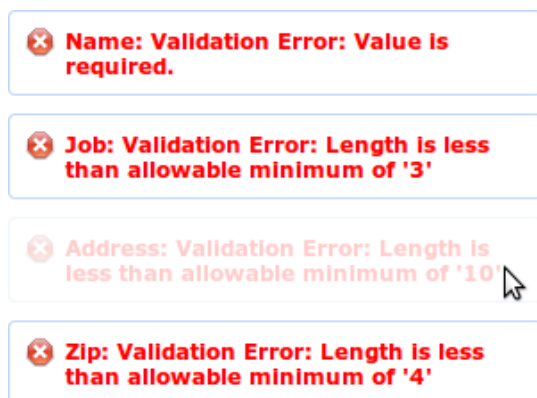 Name: Validation Error: Value is
required.
Job: Validation Error: Length is less
than allowable minimum of '3'
Address: Validation Error: Length is
less than allowable minimum of '10'
Zip: Validation Error: Length is less
than allowable minimum of '4'